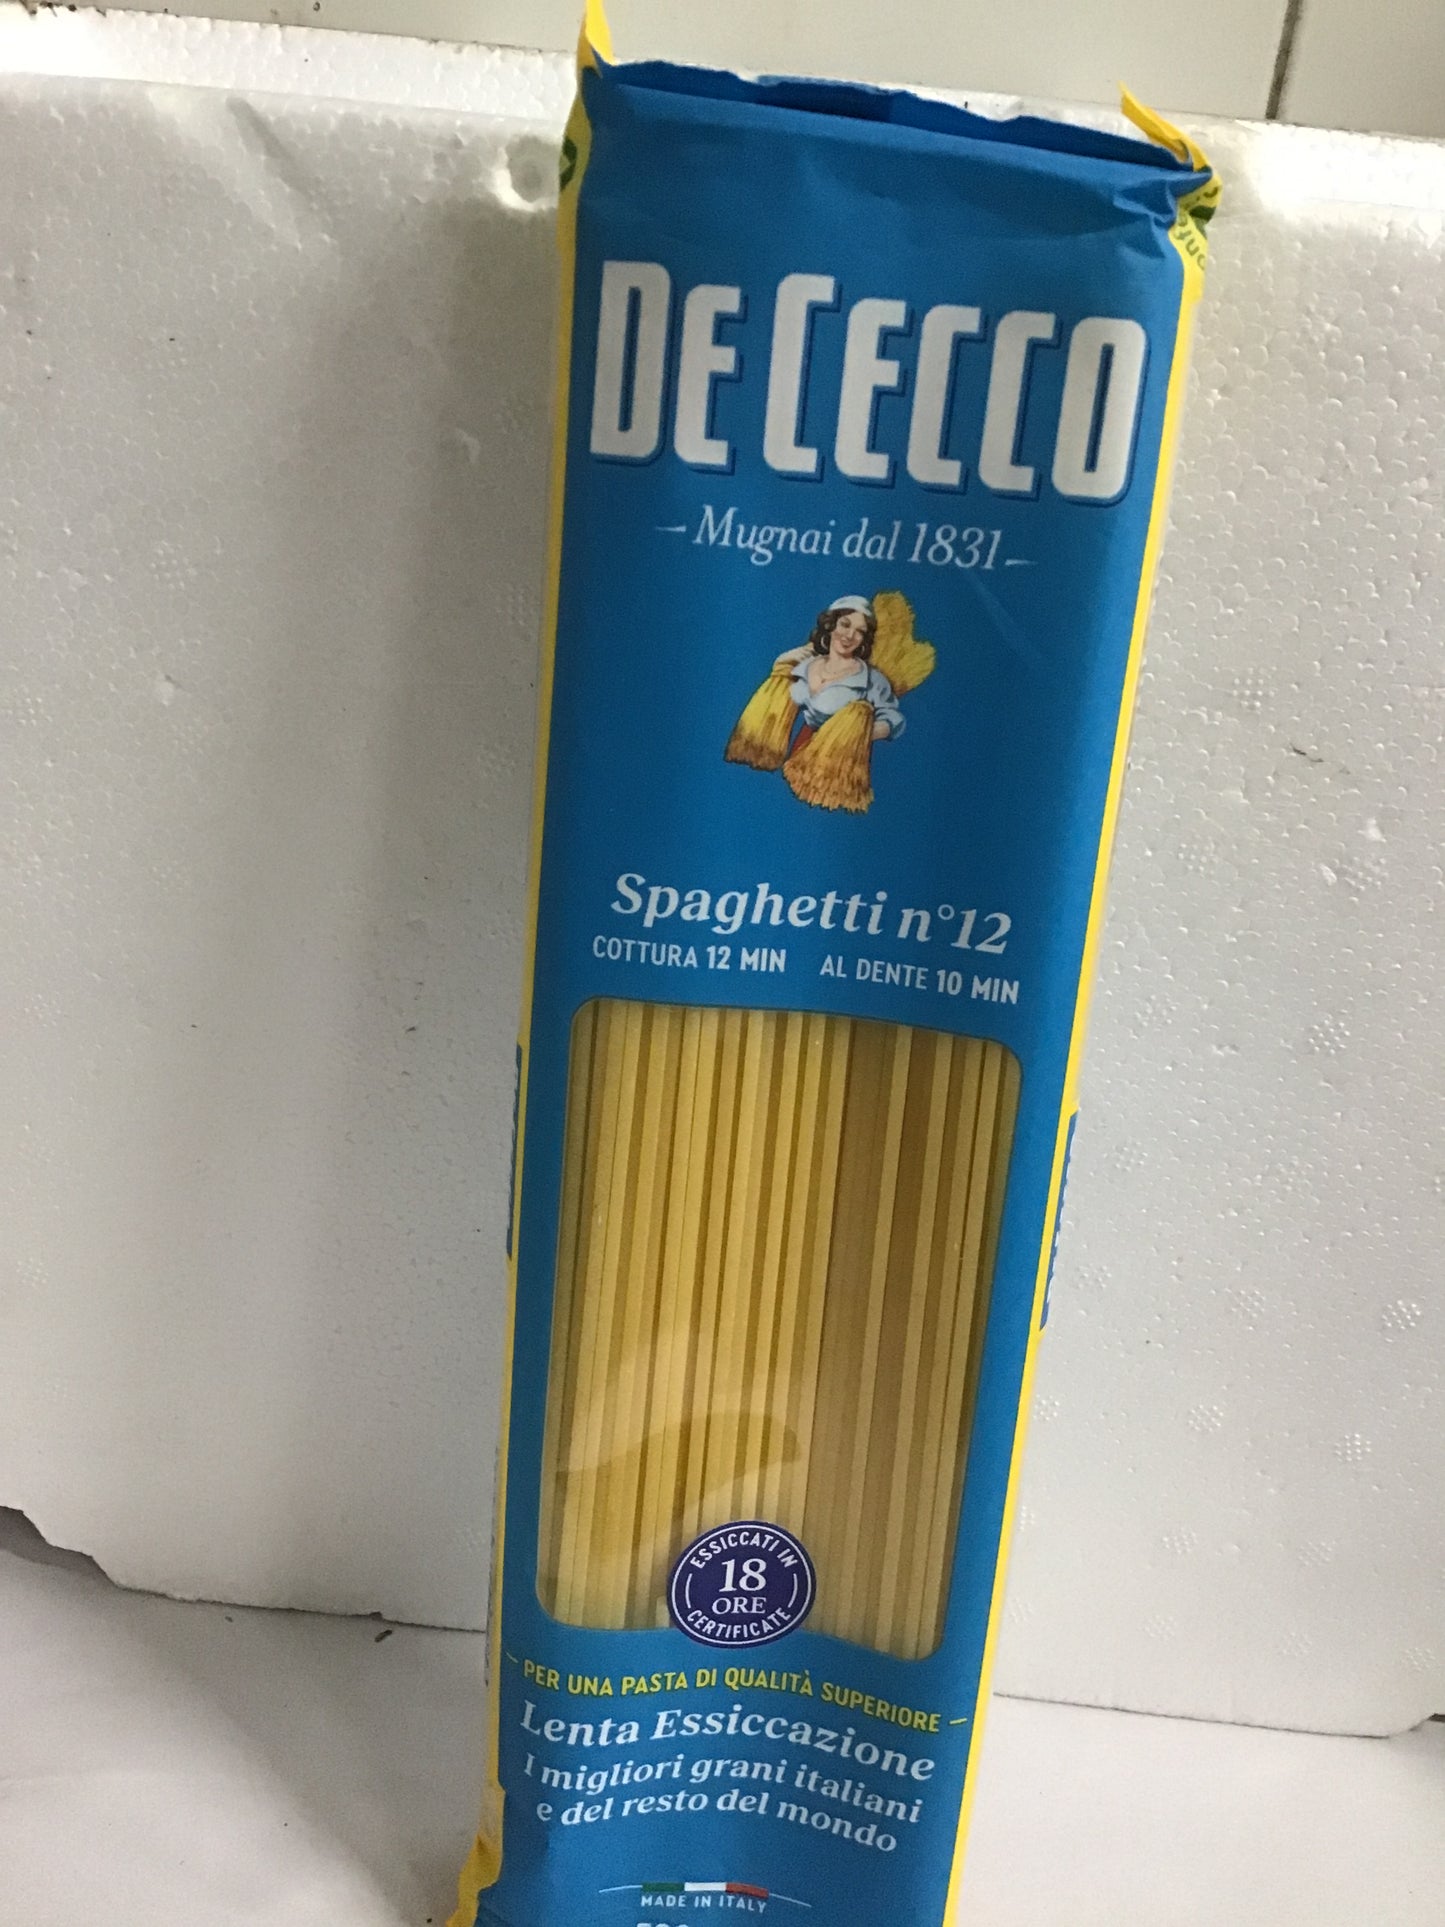 DE CECCO
Mugnai dal 1831
Spaghetti n°12
COTTURA 12 MIN AL DENTE 10 MIN
ESSICCATI IN
18
ORE
CERTIFICATE
PER UNA PASTA DI QUALITÀ SUPERIORE
Lenta Essiccazione
I migliori grani italiani
e del resto del mondo
MADE IN ITALY